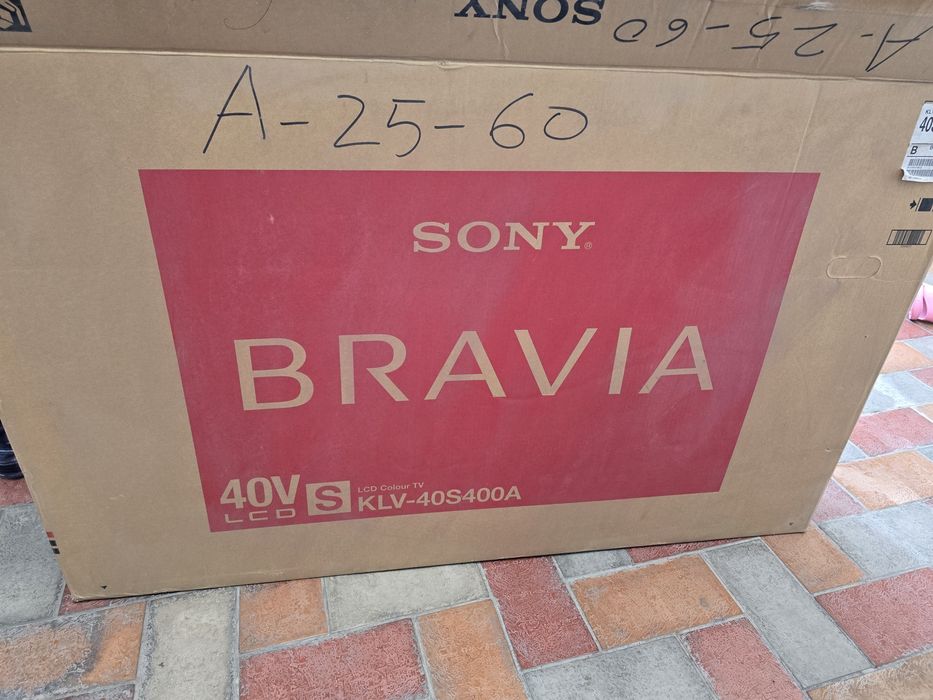 SONY
A-25-60
A-25-60
SONY®
BRAVIA
40V
LCD
S
LCD Colour TV
KLV-40S400A
B